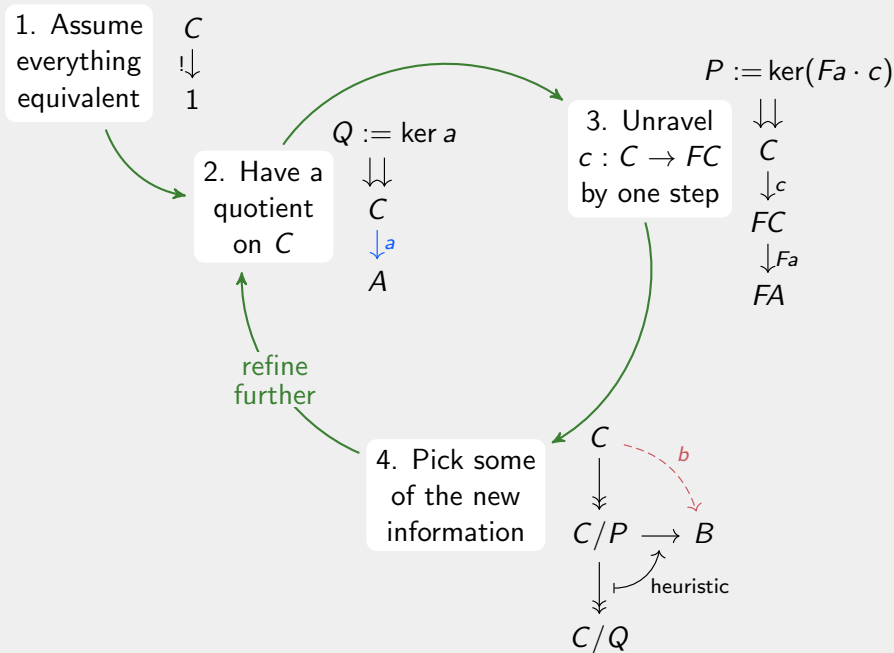 1. Assume
everything
equivalent
C
!
1
2. Have a
quotient
on C
Q := ker a
C
a
A
3. Unravel
c : C → FC
by one step
P := ker(Fa · c)
C
c
FC
Fa
FA
refine
further
4. Pick some
of the new
information
C
b
C/P
B
heuristic
C/Q